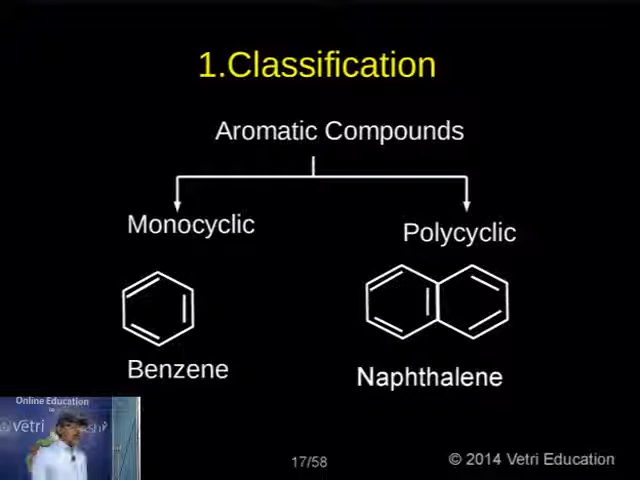 1.Classification
Aromatic Compounds
Monocyclic
Polycyclic
Benzene
Naphthalene
Online Education
Vetri
17/58
© 2014 Vetri Education